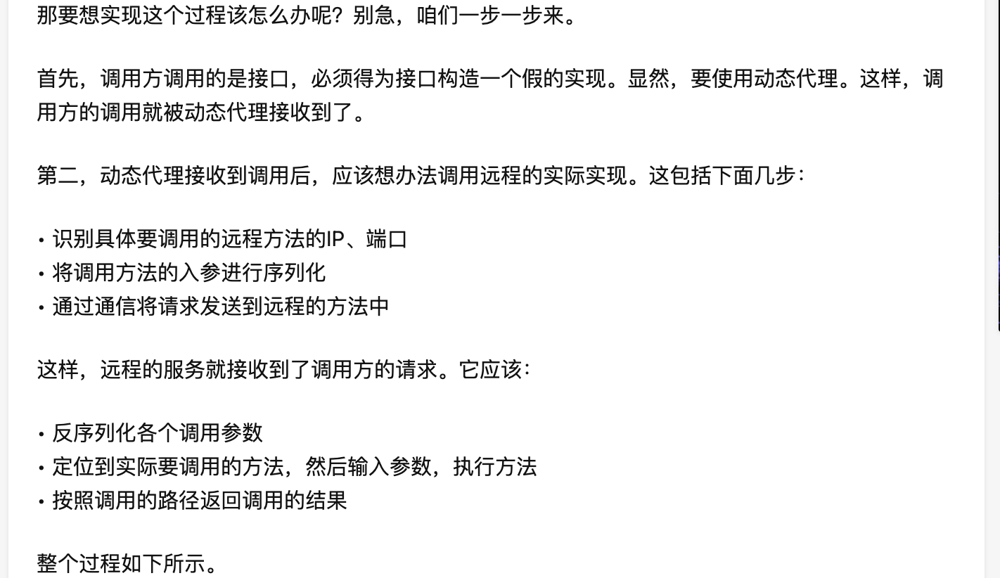 那要想实现这个过程该怎么办呢？别急，咱们一步一步来。
首先，调用方调用的是接口，必须得为接口构造一个假的实现。显然，要使用动态代理。这样，调
用方的调用就被动态代理接收到了。
第二，动态代理接收到调用后，应该想办法调用远程的实际实现。这包括下面几步：
• 识别具体要调用的远程方法的IP、端口
• 将调用方法的入参进行序列化
• 通过通信将请求发送到远程的方法中
这样，远程的服务就接收到了调用方的请求。它应该：
• 反序列化各个调用参数
• 定位到实际要调用的方法，然后输入参数，执行方法
• 按照调用的路径返回调用的结果
整个过程如下所示。